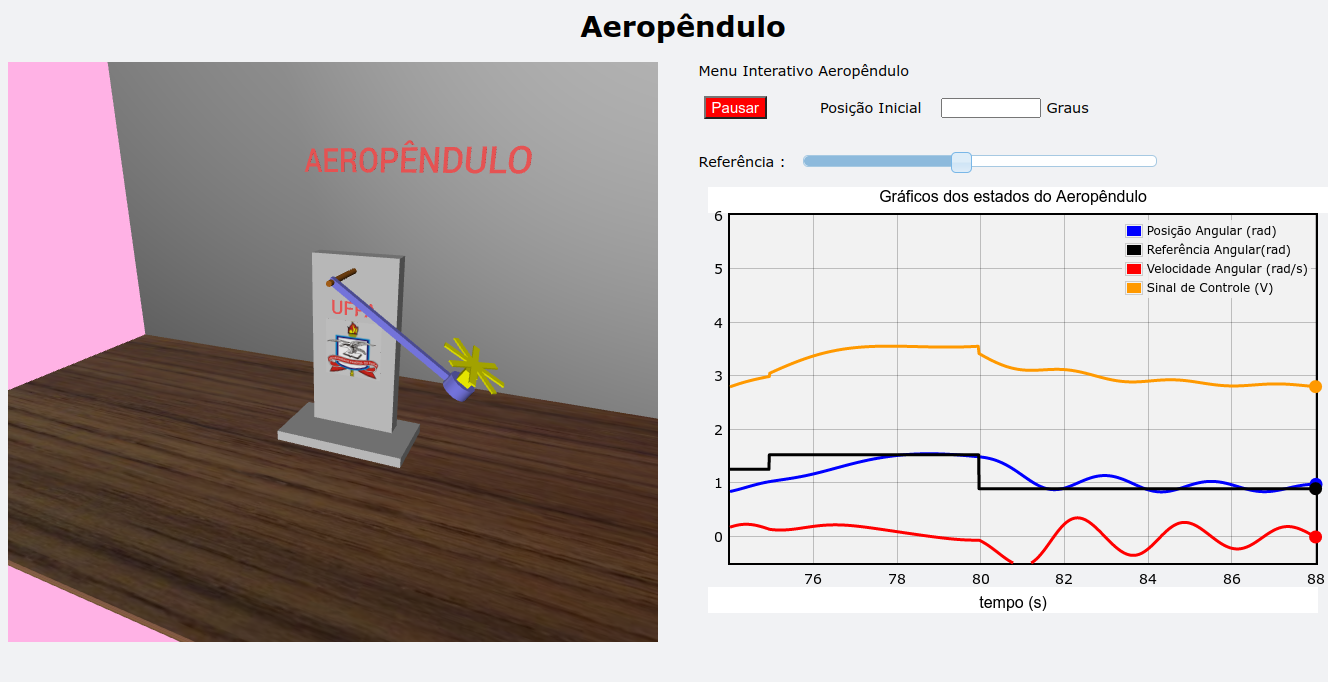 Aeropêndulo
AEROPÊNDULO
Menu Interativo Aeropêndulo
Pausar
Posição Inicial
Graus
Referência :
Gráficos dos estados do Aeropêndulo
Posição Angular (rad)
Referência Angular(rad)
Velocidade Angular (rad/s)
Sinal de Controle (V)
6
5
4
3
2
1
0
76 78 80 82 84 86 88
tempo (s)